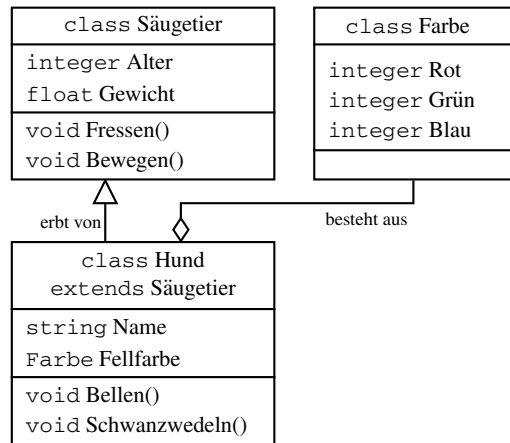 class Säugetier
integer Alter
float Gewicht
void Fressen()
void Bewegen()
class Farbe
integer Rot
integer Grün
integer Blau
erbt von
besteht aus
class Hund
extends Säugetier
string Name
Farbe Fellfarbe
void Bellen()
void Schwanzwedeln()